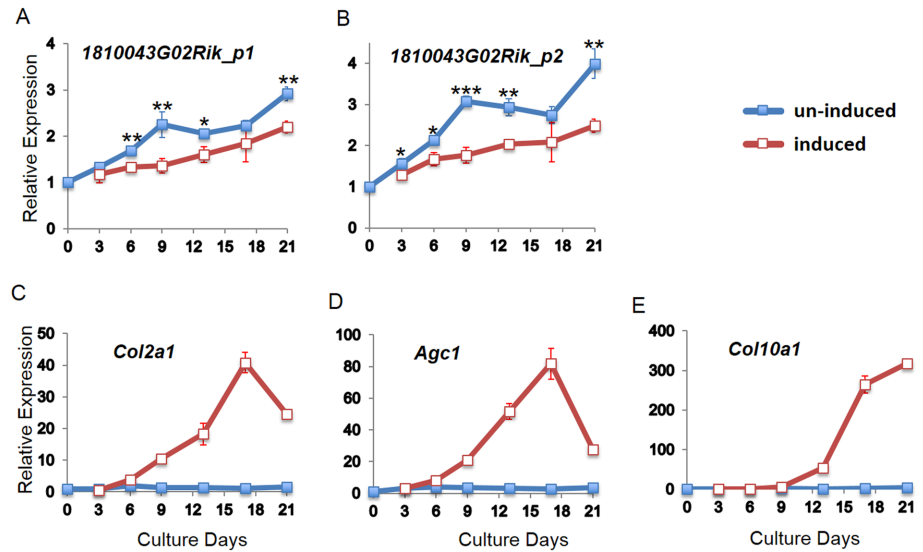 A
1810043G02Rik_p1
Relative Expression
4
3
2
1
0
**
**
*
**
0 3 6 9 12 15 18 21
B
1810043G02Rik_p2
4
3
2
1
0
*
*
***
**
**
0 3 6 9 12 15 18 21
un-induced
induced
C
Col2a1
Relative Expression
50
40
30
20
10
0
0 3 6 9 12 15 18 21
Culture Days
D
Agc1
100
80
60
40
20
0
0 3 6 9 12 15 18 21
Culture Days
E
Col10a1
400
300
200
100
0
0 3 6 9 12 15 18 21
Culture Days